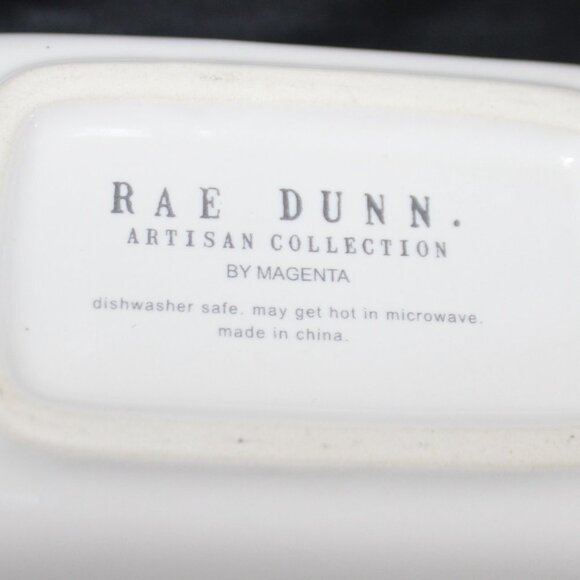 RAE DUNN.
ARTISAN COLLECTION
BY MAGENTA
dishwasher safe. may get hot in microwave.
made in china.